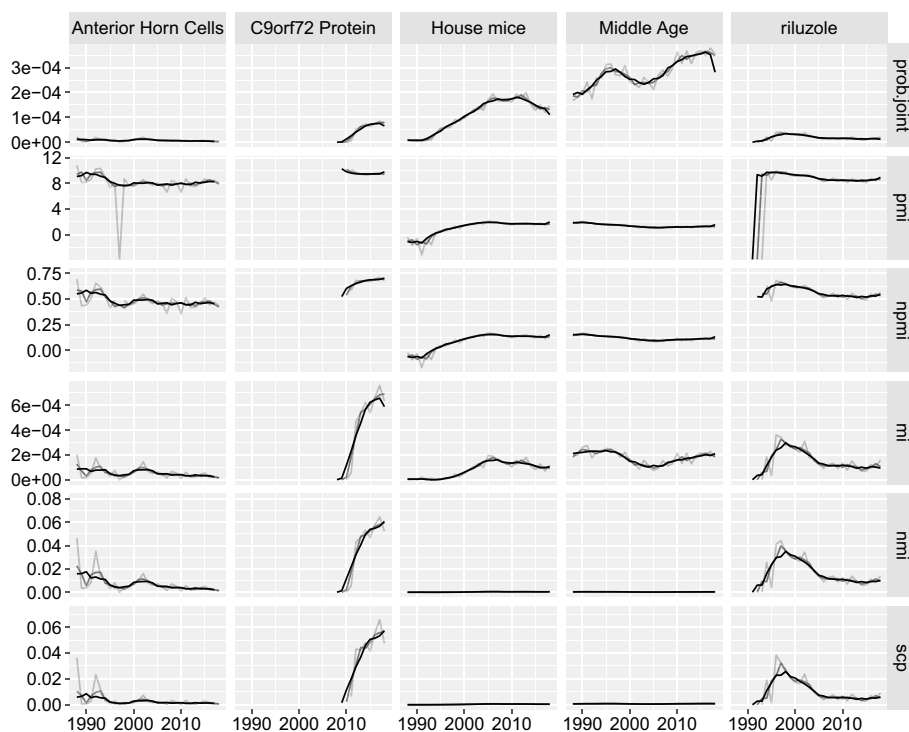 Anterior Horn Cells C9orf72 Protein House mice Middle Age riluzole
3e−04
2e−04
1e−04
0e+00
prob.joint
12
8
4
0
pmi
0.75
0.50
0.25
0.00
npmi
6e−04
4e−04
2e−04
0e+00
mi
0.08
0.06
0.04
0.02
0.00
nmi
0.06
0.04
0.02
0.00
scp
1990 2000 2010 1990 2000 2010 1990 2000 2010 1990 2000 2010 1990 2000 2010